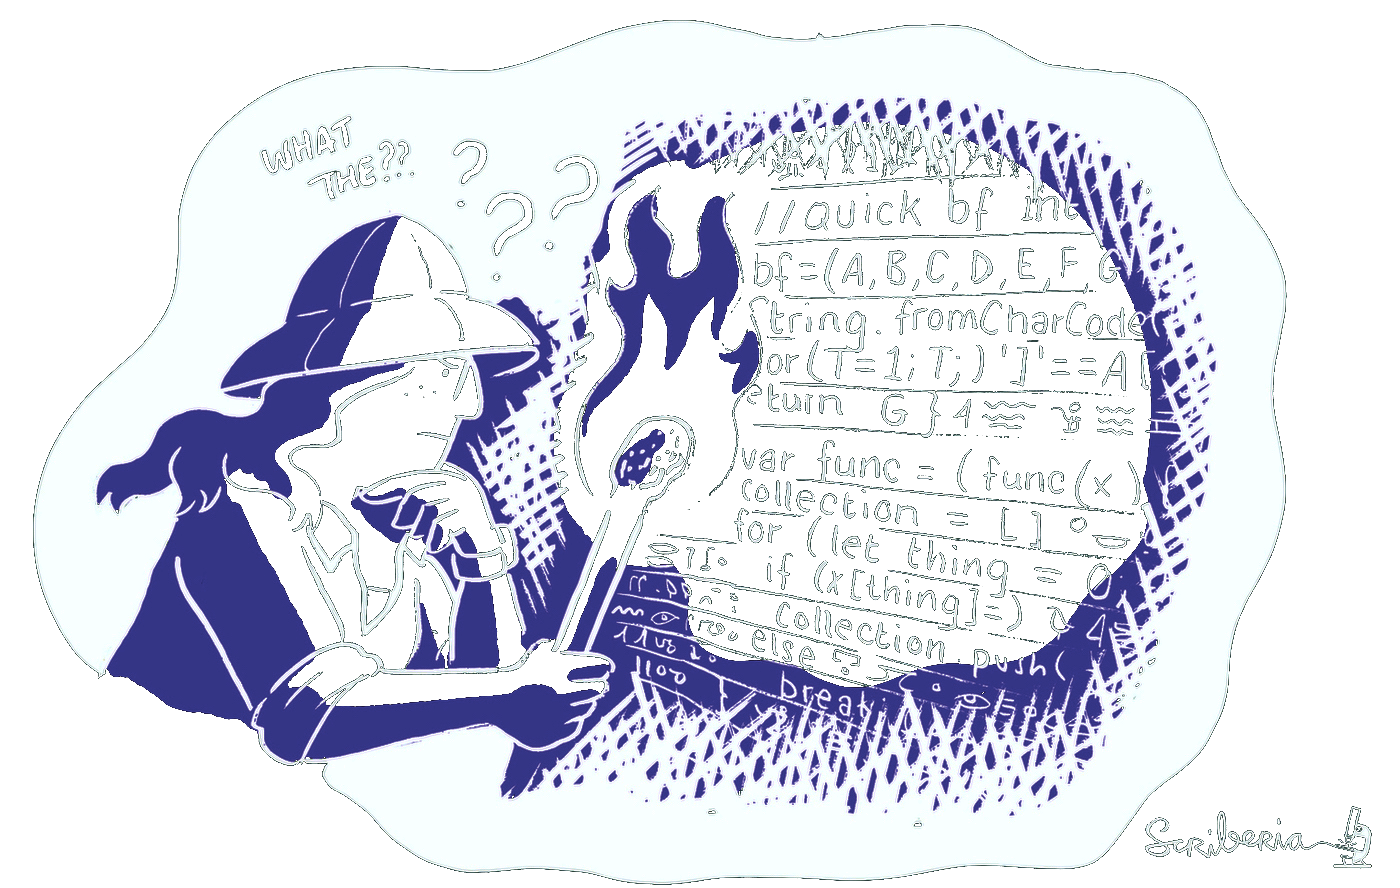 WHAT
THE??
? ? ?
//quick bf Int
bf=(A,B,C,D,E,F,G
String.fromCharCode(
or(T=1;T;)']'==A[
eturn G}4
var func = (func(x)
collection = []
for (let thing = 0
if (x[thing]=)
collection.push(
else
break
Scriberia